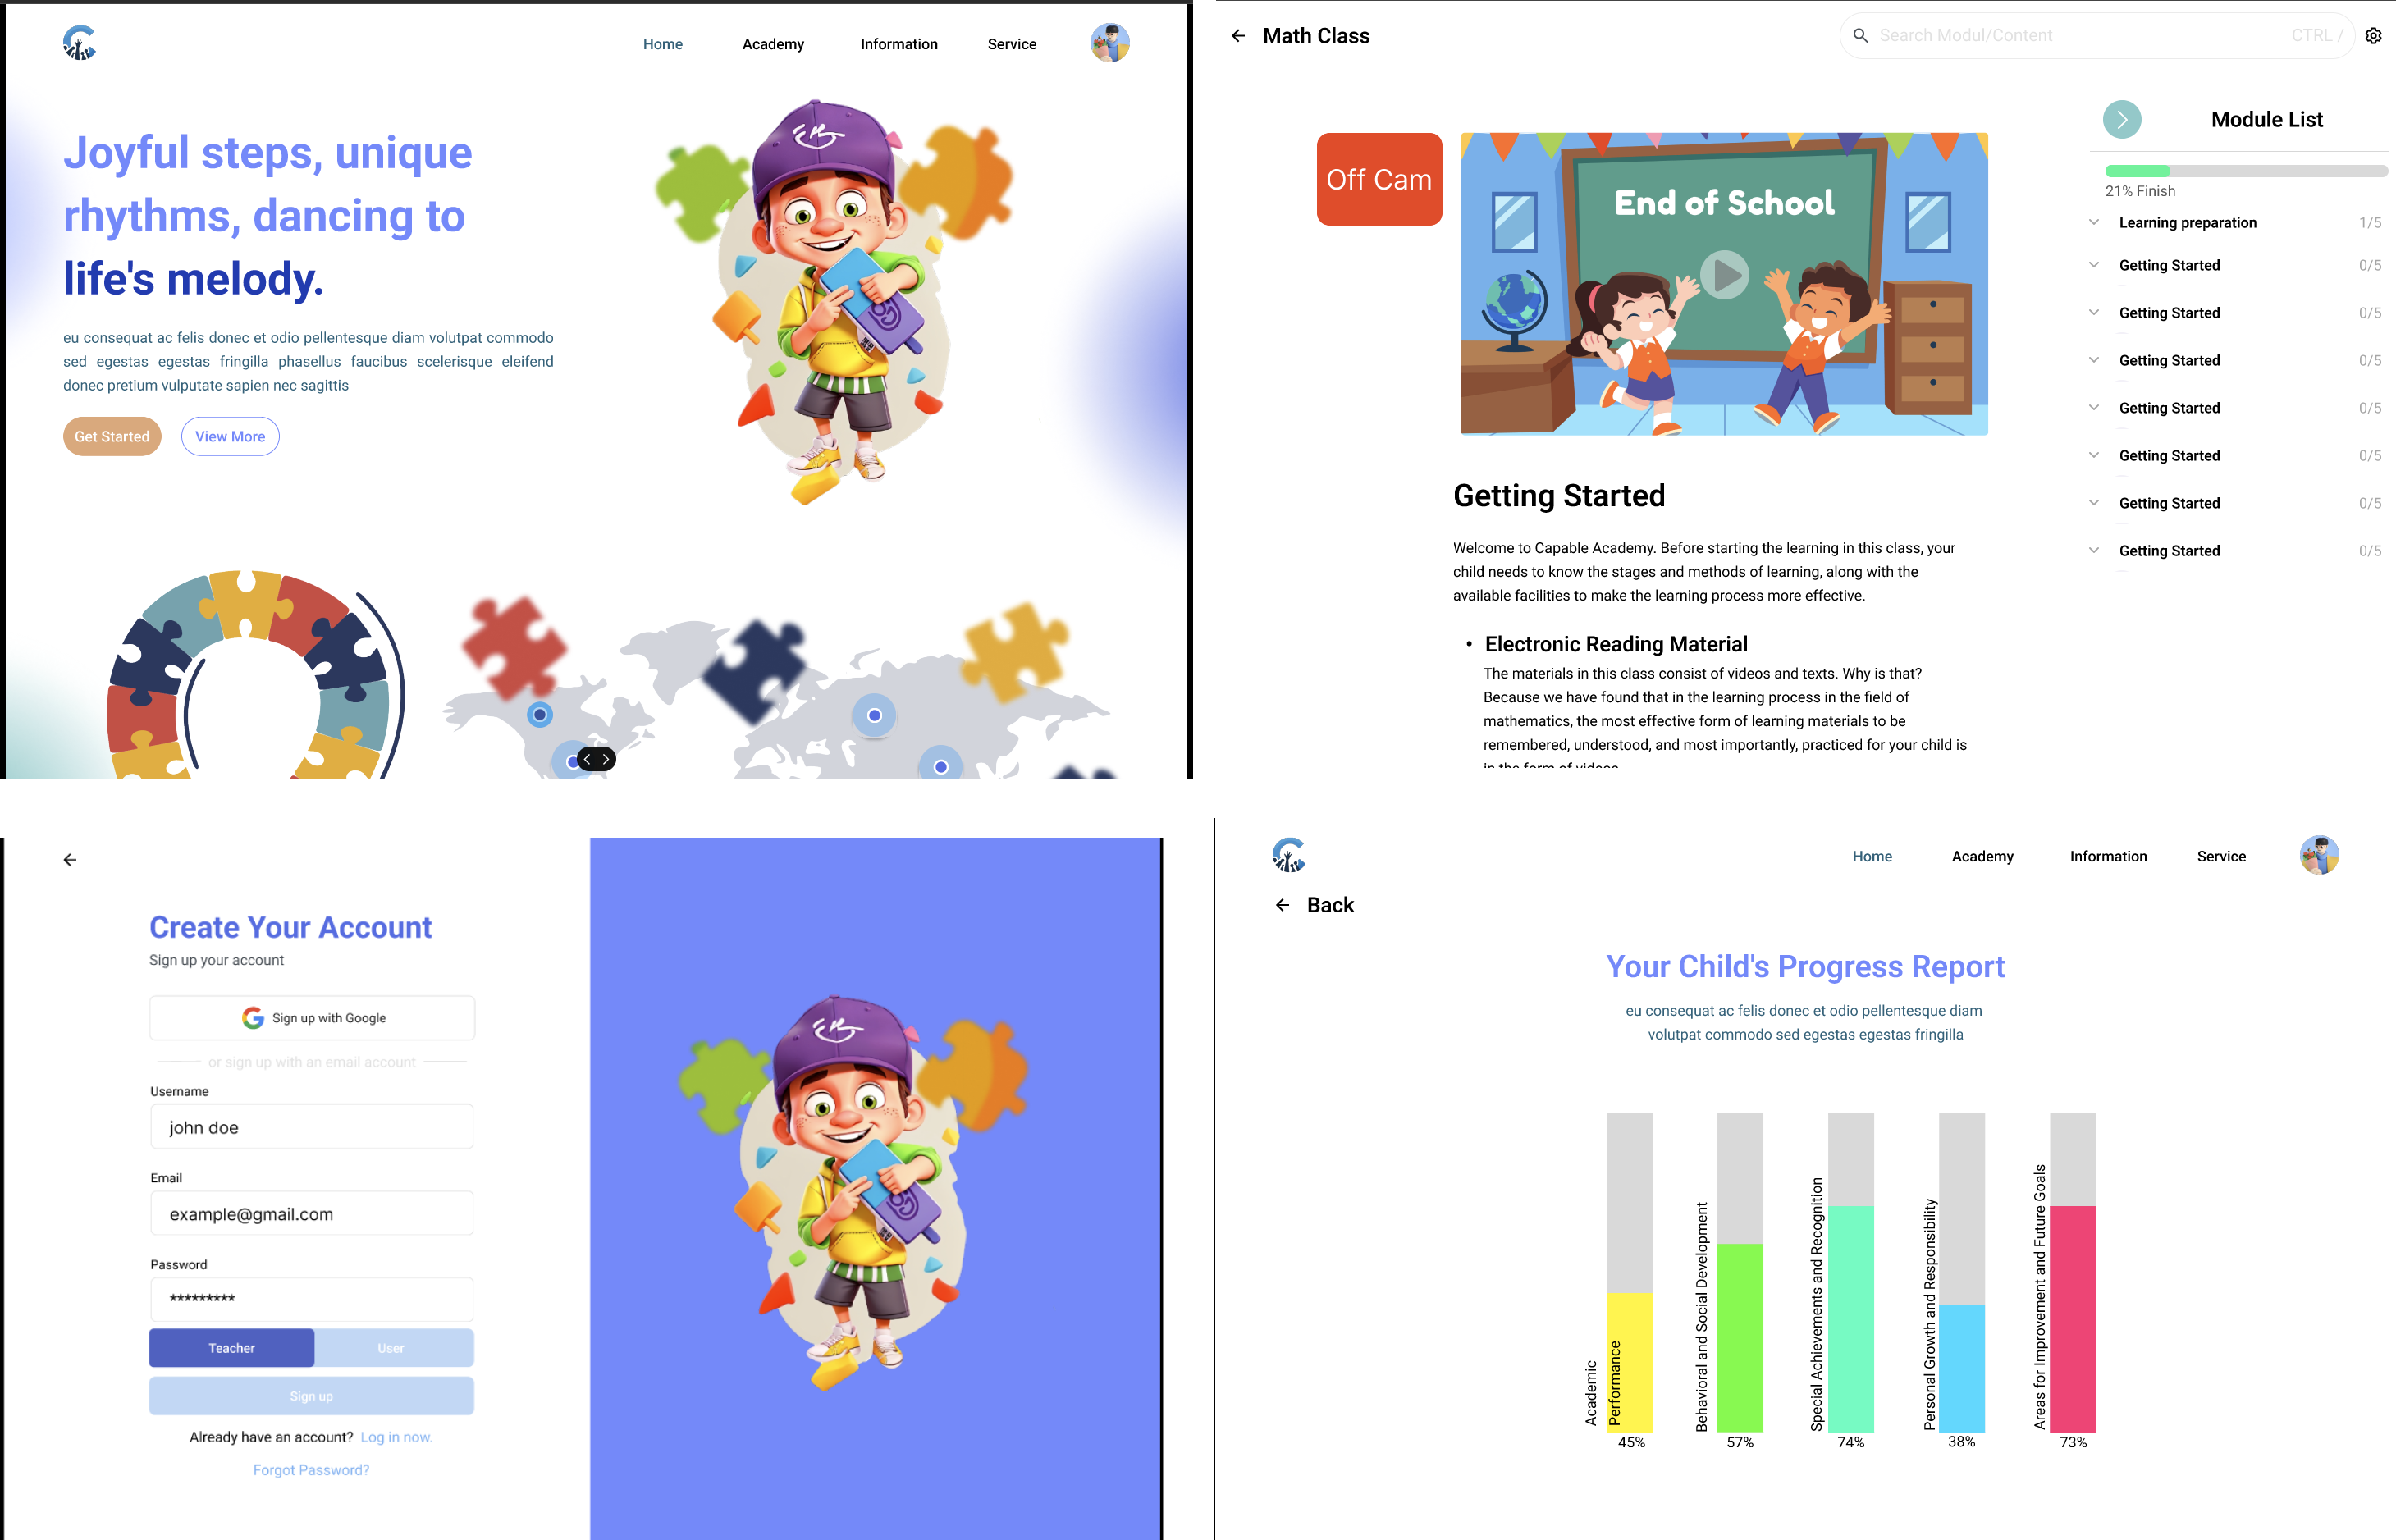 Home
Academy
Information
Service
Joyful steps, unique
rhythms, dancing to
life's melody.
eu consequat ac felis donec et odio pellentesque diam volutpat commodo
sed egestas egestas fringilla phasellus faucibus scelerisque eleifend
donec pretium vulputate sapien nec sagittis
Get Started
View More
Math Class
Search Modul/Content
CTRL /
Off Cam
End of School
Module List
21% Finish
Learning preparation 1/5
Getting Started 0/5
Getting Started 0/5
Getting Started 0/5
Getting Started 0/5
Getting Started 0/5
Getting Started 0/5
Getting Started 0/5
Getting Started
Welcome to Capable Academy. Before starting the learning in this class, your
child needs to know the stages and methods of learning, along with the
available facilities to make the learning process more effective.
• Electronic Reading Material
The materials in this class consist of videos and texts. Why is that?
Because we have found that in the learning process in the field of
mathematics, the most effective form of learning materials to be
remembered, understood, and most importantly, practiced for your child is
in the form of videos.
Create Your Account
Sign up your account
Sign up with Google
or sign up with an email account
Username
john doe
Email
example@gmail.com
Password
*********
Teacher
User
Sign up
Already have an account? Log in now.
Forgot Password?
Home
Academy
Information
Service
Back
Your Child's Progress Report
eu consequat ac felis donec et odio pellentesque diam
volutpat commodo sed egestas egestas fringilla
Academic
Performance
45%
Behavioral and Social Development
57%
Special Achievements and Recognition
74%
Personal Growth and Responsibility
38%
Areas for Improvement and Future Goals
73%